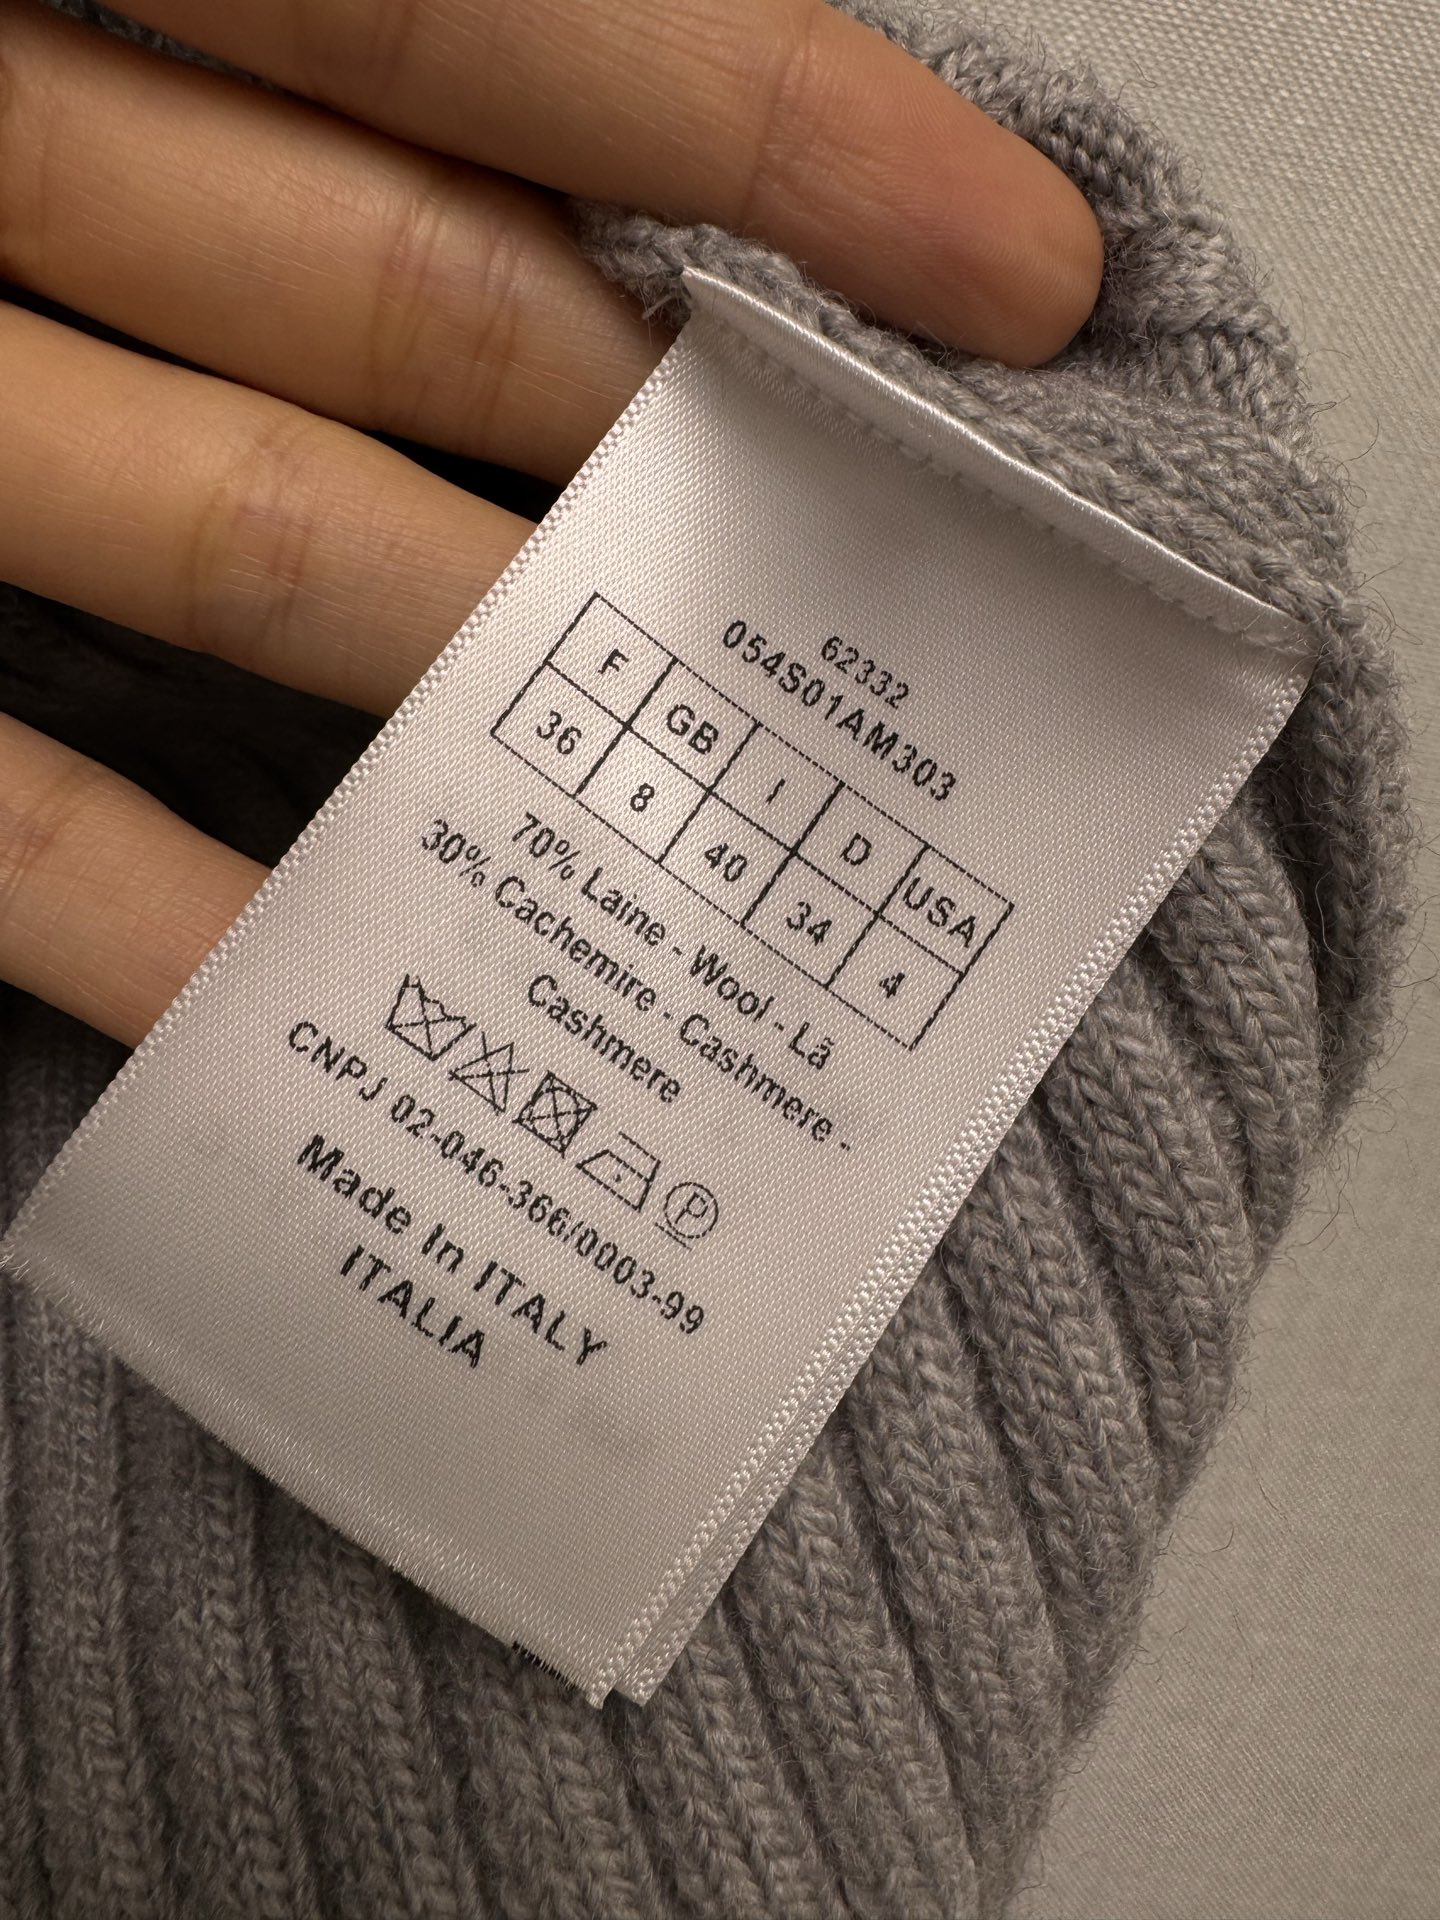 62332
054S01AM303
F GB I D USA
36 8 40 34 4
70% Laine - Wool - Lã
30% Cachemire - Cashmere -
Cashmere
P
CNPJ 02-046-366/0003-99
Made In ITALY
ITALIA